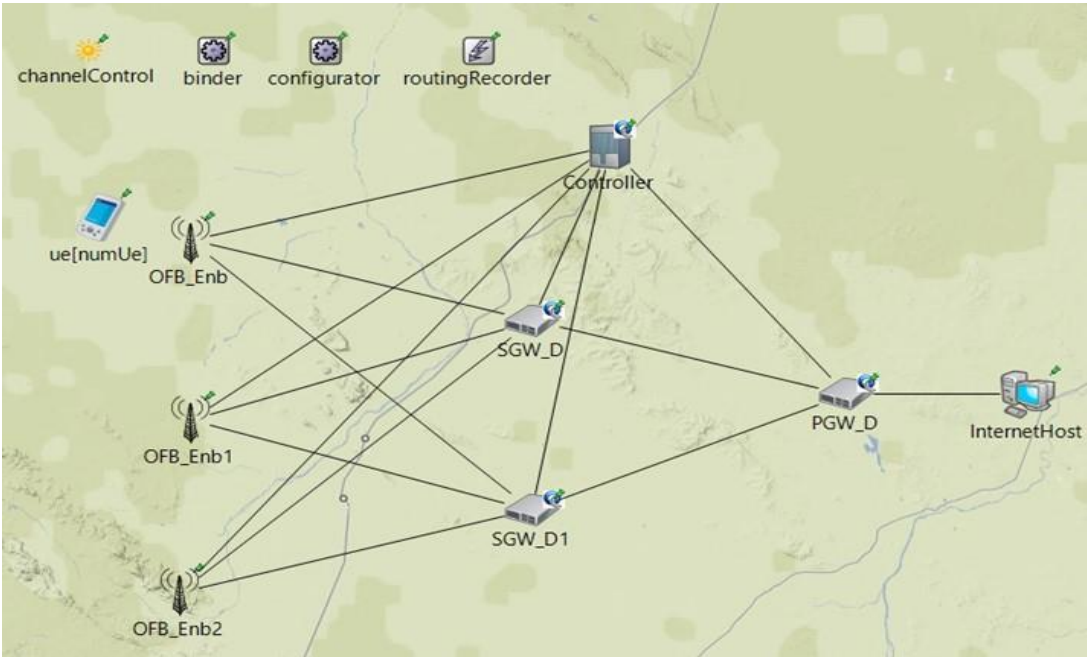 channelControl
binder
configurator
routingRecorder
Controller
ue[numUe]
OFB_Enb
SGW_D
PGW_D
InternetHost
OFB_Enb1
SGW_D1
OFB_Enb2